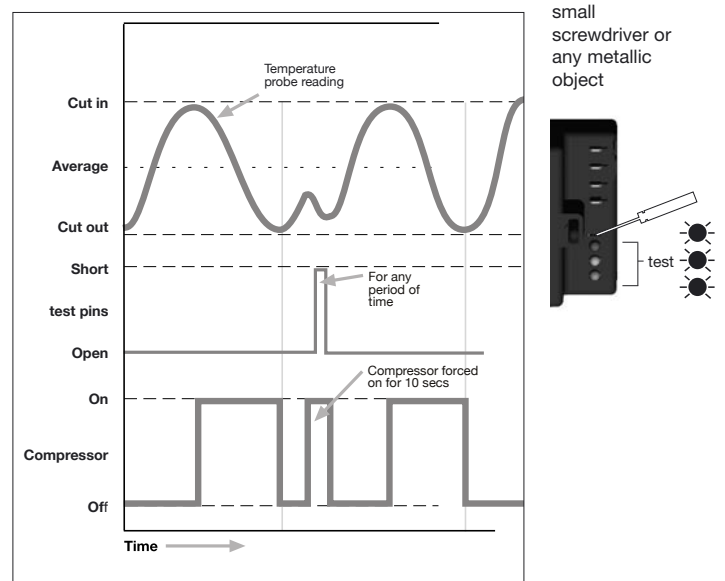 small
screwdriver or
any metallic
object
Temperature
probe reading
Cut in
Average
Cut out
Short
For any
period of
time
test pins
Open
On
Compressor forced
on for 10 secs
Compressor
Off
Time
test